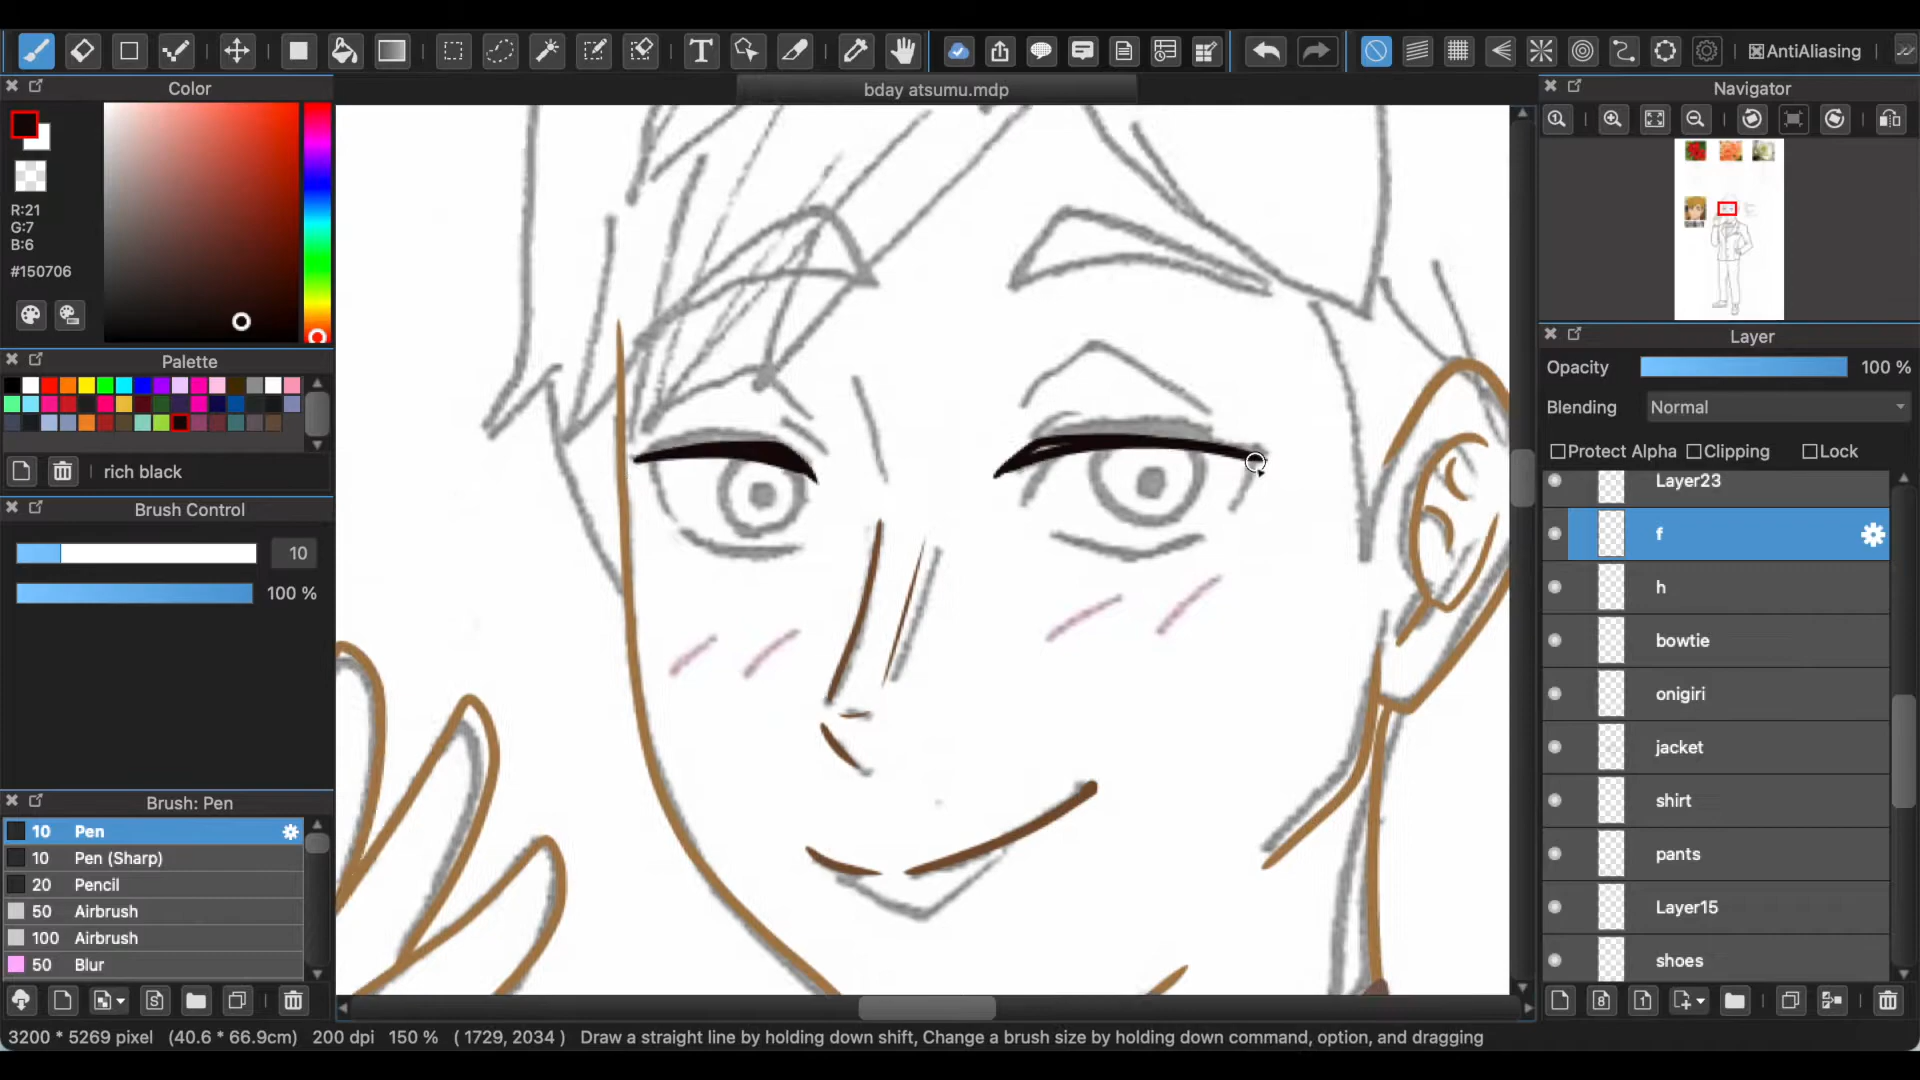 AntiAliasing
Color
bday atsumu.mdp
Navigator
R:21
G:7
B:6
#150706
Layer
Opacity
100 %
Palette
Blending
Normal
Protect Alpha
Clipping
Lock
rich black
Layer23
Brush Control
f
10
h
100 %
bowtie
onigiri
jacket
Brush: Pen
shirt
10 Pen
10 Pen (Sharp)
pants
20 Pencil
50 Airbrush
Layer15
100 Airbrush
50 Blur
shoes
3200 * 5269 pixel (40.6 * 66.9cm) 200 dpi 150 % ( 1729, 2034 ) Draw a straight line by holding down shift, Change a brush size by holding down command, option, and dragging